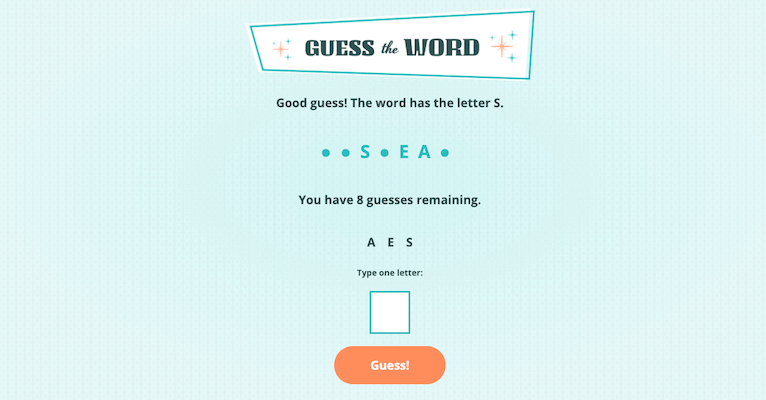 GUESS the WORD
Good guess! The word has the letter S.
● ● S ● E A ●
You have 8 guesses remaining.
A E S
Type one letter:
Guess!